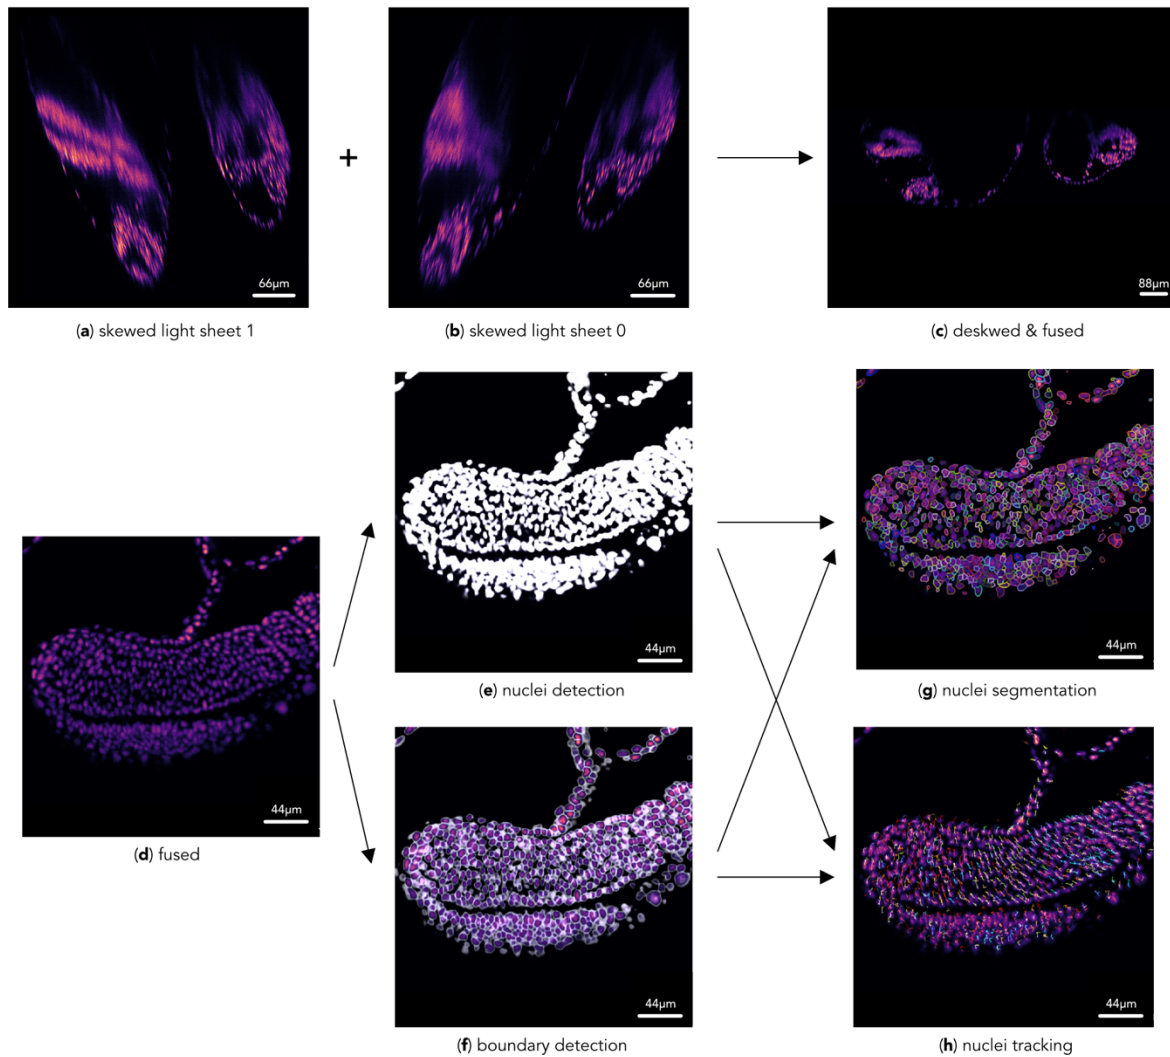 66µm
+
66µm
88µm
(a) skewed light sheet 1
(b) skewed light sheet 0
(c) deskwed & fused
44µm
44µm
(e) nuclei detection
(g) nuclei segmentation
44µm
(d) fused
44µm
44µm
(f) boundary detection
(h) nuclei tracking